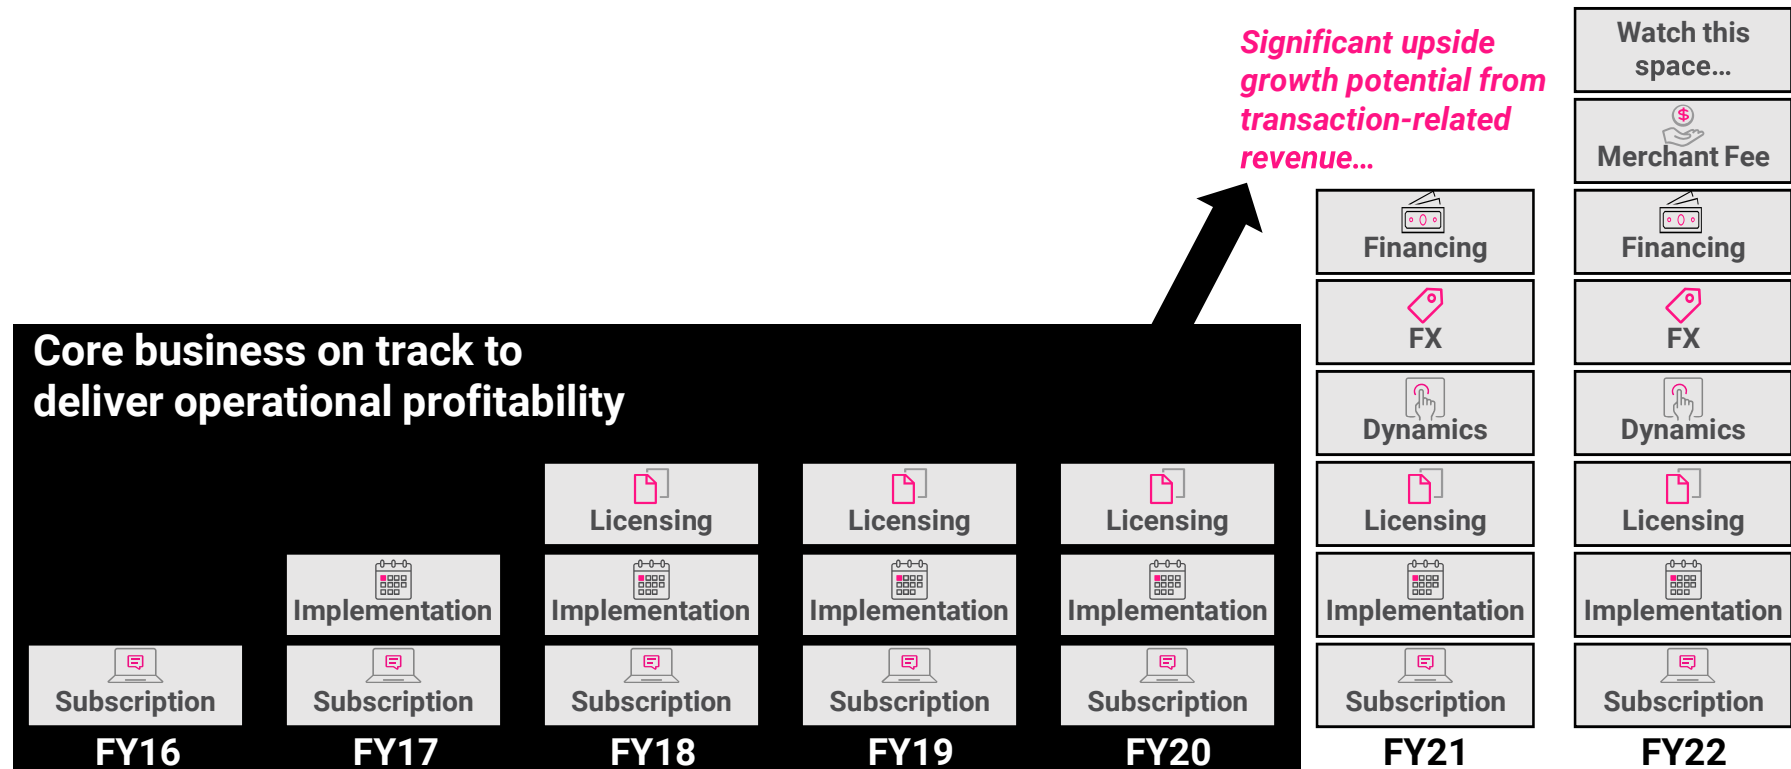 Significant upside
growth potential from
transaction-related
revenue…
Watch this
space…
Merchant Fee
Financing
Financing
FX
FX
Core business on track to
deliver operational profitability
Dynamics
Dynamics
Licensing
Licensing
Licensing
Licensing
Licensing
Implementation
Implementation
Implementation
Implementation
Implementation
Implementation
Subscription
Subscription
Subscription
Subscription
Subscription
Subscription
Subscription
FY16
FY17
FY18
FY19
FY20
FY21
FY22